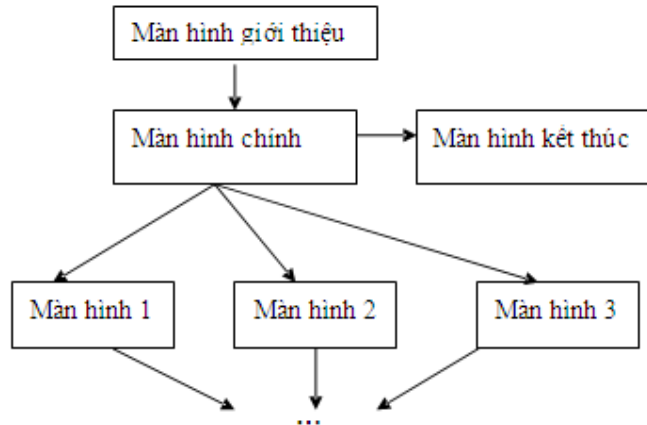 Màn hình giới thiệu
Màn hình chính
Màn hình kết thúc
Màn hình 1
Màn hình 2
Màn hình 3
...